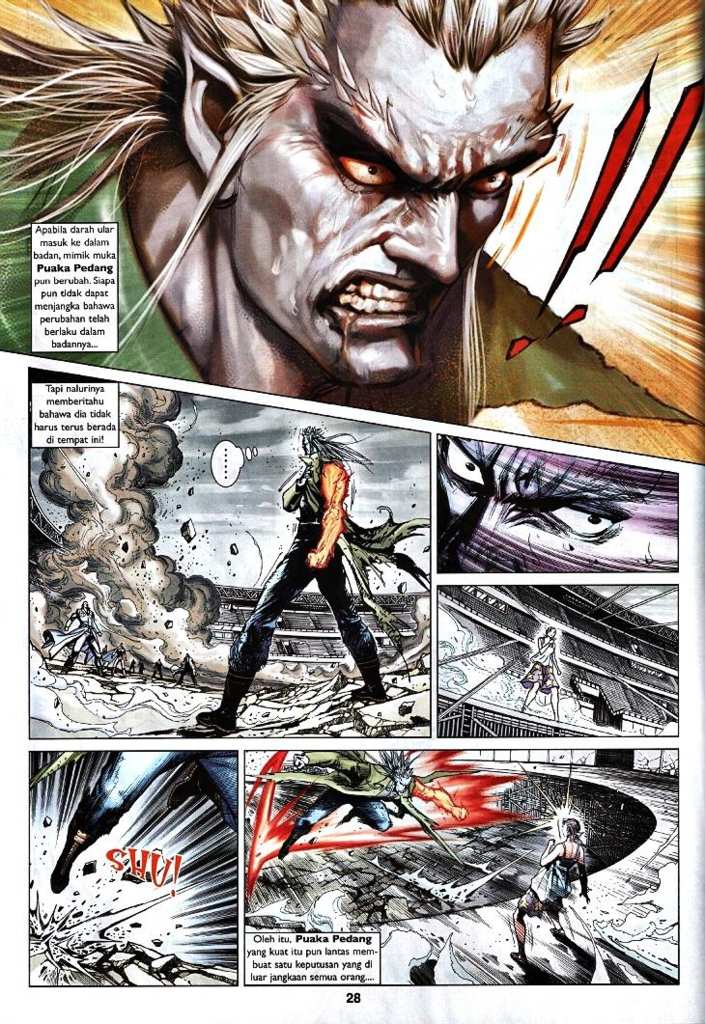 Apabila darah ular
masuk ke dalam
badan, mimik muka
Puaka Pedang
pun berubah. Siapa
pun tidak dapat
menjangka bahawa
perubahan telah
berlaku dalam
badannya...
!!
Tapi nalurinya
memberitahu
bahawa dia tidak
harus terus berada
di tempat ini!
......
SHU!
Oleh itu, Puaka Pedang
yang kuat itu pun lantas mem-
buat satu keputusan yang di
luar jangkaan semua orang....
28